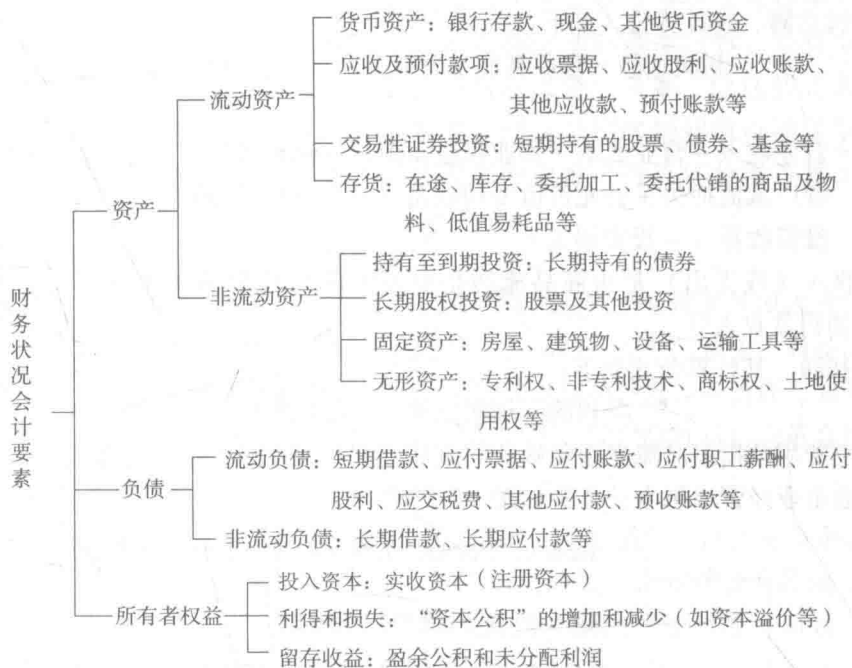 财务状况会计要素
资产
流动资产
货币资产：银行存款、现金、其他货币资金
应收及预付款项：应收票据、应收股利、应收账款、
其他应收款、预付账款等
交易性证券投资：短期持有的股票、债券、基金等
存货：在途、库存、委托加工、委托代销的商品及物
料、低值易耗品等
非流动资产
持有至到期投资：长期持有的债券
长期股权投资：股票及其他投资
固定资产：房屋、建筑物、设备、运输工具等
无形资产：专利权、非专利技术、商标权、土地使
用权等
负债
流动负债：短期借款、应付票据、应付账款、应付职工薪酬、应付
股利、应交税费、其他应付款、预收账款等
非流动负债：长期借款、长期应付款等
所有者权益
投入资本：实收资本（注册资本）
利得和损失：“资本公积”的增加和减少（如资本溢价等）
留存收益：盈余公积和未分配利润